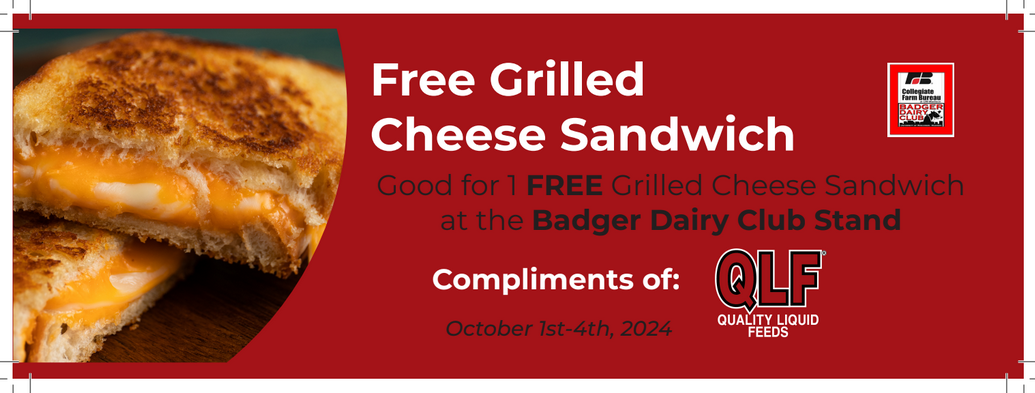 Free Grilled
Cheese Sandwich
Collegiate
Farm Bureau
BADGER
DAIRY
CLUB
Good for 1 FREE Grilled Cheese Sandwich
at the Badger Dairy Club Stand
Compliments of:
QLF®
QUALITY LIQUID
FEEDS
October 1st-4th, 2024